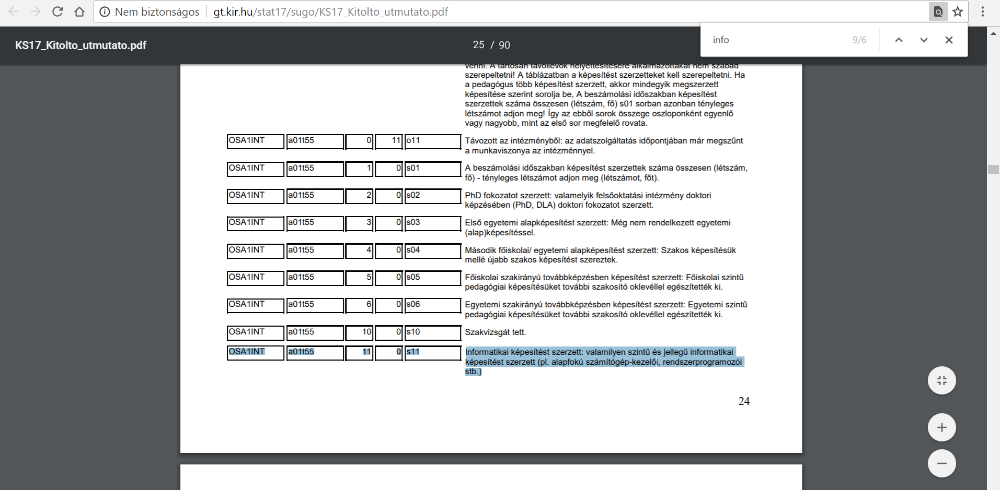 Nem biztonságos gt.kir.hu/stat17/sugo/KS17_Kitolto_utmutato.pdf
info 9/6
KS17_Kitolto_utmutato.pdf 25 / 90
venni. A tartósan távollévők helyettesítésére alkalmazottakat nem szabad
szerepeltetni! A táblázatban a képesítést szerzetteket kell szerepeltetni. Ha
a pedagógus több képesítést szerzett, akkor mindegyik megszerzett
képesítése szerint sorolja be, A beszámolási időszakban képesítést
szerzettek száma összesen (létszám, fő) s01 sorban azonban tényleges
létszámot adjon meg! Így az ebből sorok összege oszloponként egyenlő
vagy nagyobb, mint az első sor megfelelő rovata.
OSA1INT a01t55 0 11 o11 Távozott az intézményből: az adatszolgáltatás időpontjában már megszűnt
a munkaviszonya az intézménnyel.
OSA1INT a01t55 1 0 s01 A beszámolási időszakban képesítést szerzettek száma összesen (létszám,
fő) - tényleges létszámot adjon meg (létszámot, főt).
OSA1INT a01t55 2 0 s02 PhD fokozatot szerzett: valamelyik felsőoktatási intézmény doktori
képzésében (PhD, DLA) doktori fokozatot szerzett.
OSA1INT a01t55 3 0 s03 Első egyetemi alapképesítést szerzett: Még nem rendelkezett egyetemi
(alap)képesítéssel.
OSA1INT a01t55 4 0 s04 Második főiskolai/ egyetemi alapképesítést szerzett: Szakos képesítésük
mellé újabb szakos képesítést szereztek.
OSA1INT a01t55 5 0 s05 Főiskolai szakirányú továbbképzésben képesítést szerzett: Főiskolai szintű
pedagógiai képesítésüket további szakosító oklevéllel egészítették ki.
OSA1INT a01t55 6 0 s06 Egyetemi szakirányú továbbképzésben képesítést szerzett: Egyetemi szintű
pedagógiai képesítésüket további szakosító oklevéllel egészítették ki.
OSA1INT a01t55 10 0 s10 Szakvizsgát tett.
OSA1INT a01t55 11 0 s11 Informatikai képesítést szerzett: valamilyen szintű és jellegű informatikai
képesítést szerzett (pl. alapfokú számítógép-kezelői, rendszerprogramozói
stb.)
24